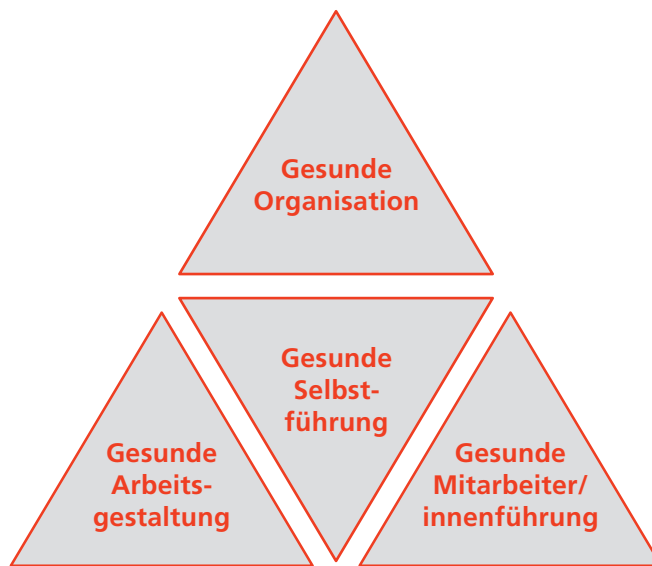 Gesunde
Organisation
Gesunde
Selbst-
führung
Gesunde
Arbeits-
gestaltung
Gesunde
Mitarbeiter/
innenführung